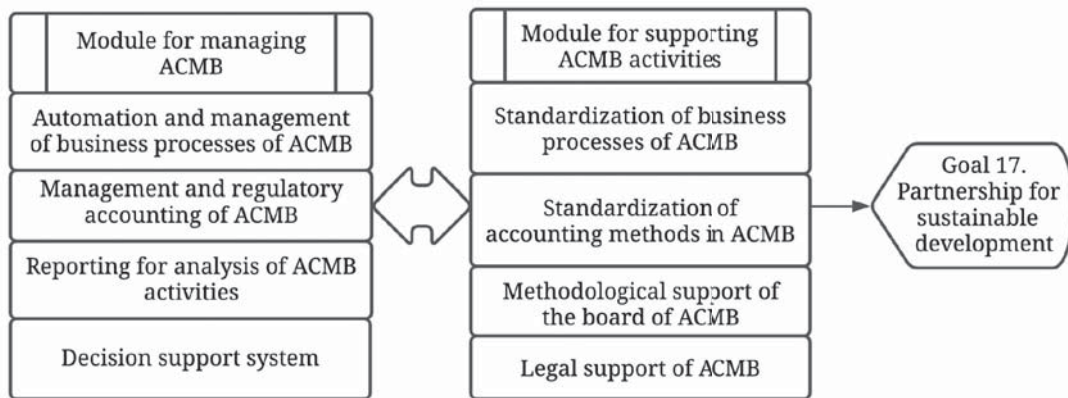 Module for managing
ACMB
Automation and management
of business processes of ACMB
Management and regulatory
accounting of ACMB
Reporting for analysis of ACMB
activities
Decision support system
Module for supporting
ACMB activities
Standardization of business
processes of ACMB
Standardization of
accounting methods in ACMB
Methodological support of
the board of ACMB
Legal support of ACMB
Goal 17.
Partnership for
sustainable
development